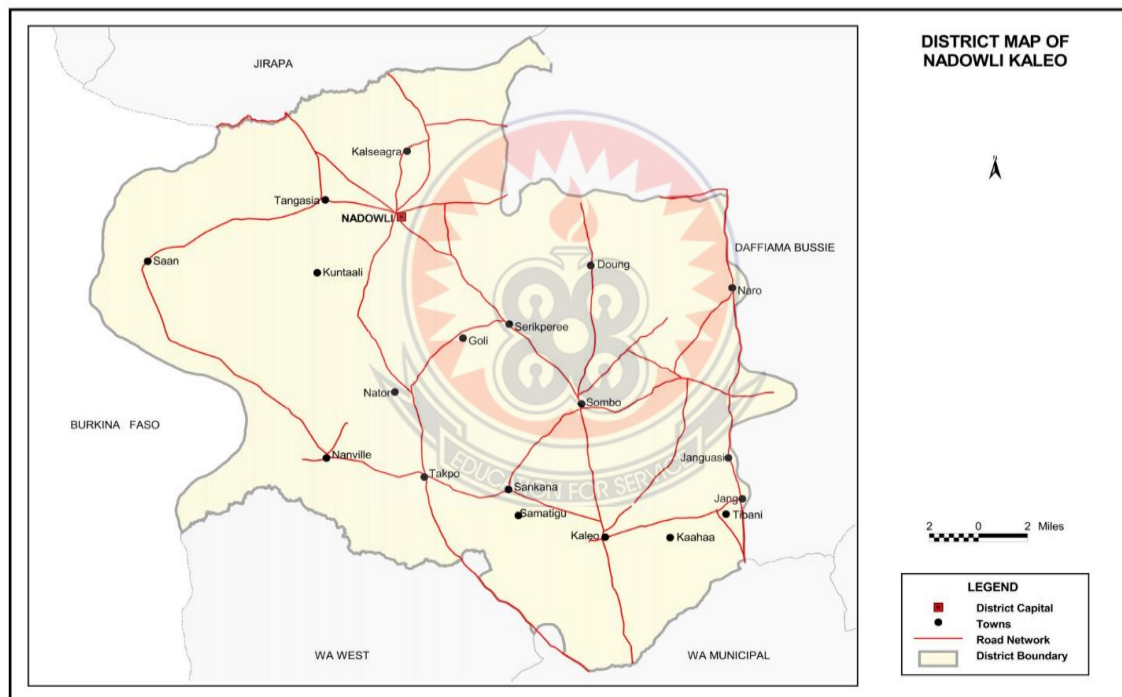 DISTRICT MAP OF
NADOWLI KALEO
JIRAPA
Kalseagra
Tangasia
NADOWLI
DAFFIAMA BUSSIE
Saan
Kuntaali
Doung
Naro
Serikperee
Goli
Nator
Sombo
BURKINA FASO
Nanville
Takpo
Janguasi
EDUCATION FOR SERVICE
Sankana
Jang
Samatigu
Tibani
Kaleo
Kaahaa
WA WEST
WA MUNICIPAL
N
2 0 2 Miles
LEGEND
District Capital
Towns
Road Network
District Boundary